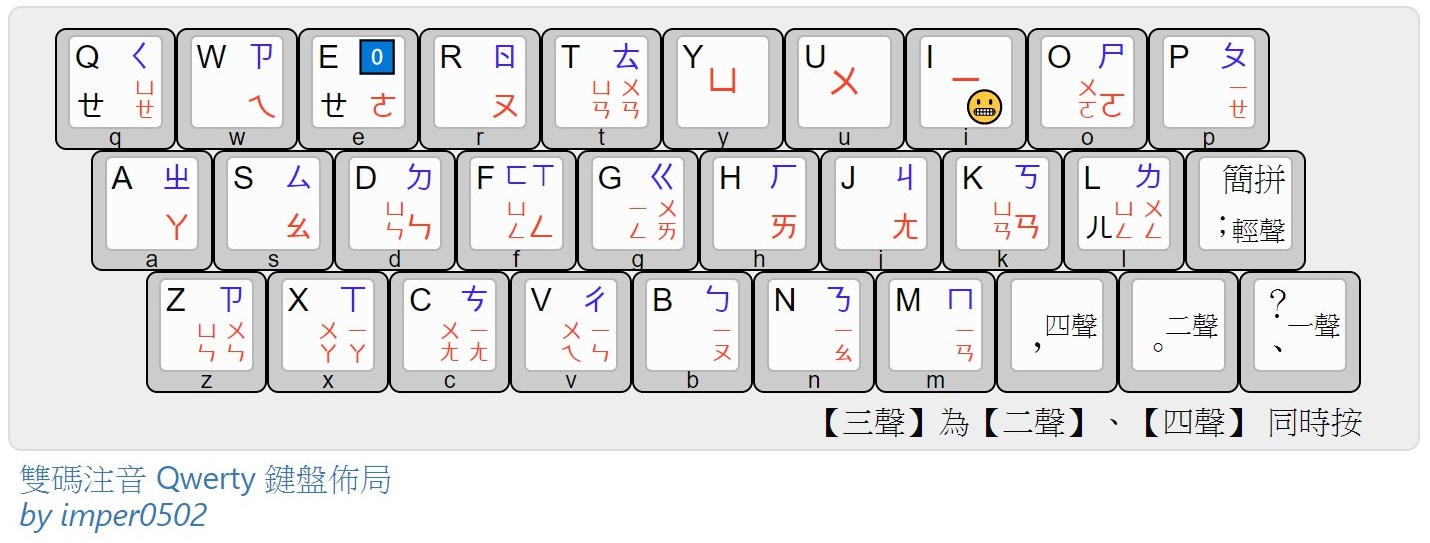 Q ㄑ W ㄗ E 0 R ㄖ T ㄊ Y U I O ㄕ P ㄆ
ㄝ ㄩㄝ ㄟ ㄝ ㄜ ㄡ ㄩㄢ ㄨㄢ ㄩ ㄨ ㄧ ㄨㄛ ㄛ ㄧㄝ
q w e r t y u i o p
A ㄓ S ㄙ D ㄉ F ㄈ ㄒ G ㄍ H ㄏ J ㄐ K ㄎ L ㄌ 簡拼
ㄚ ㄠ ㄩㄣ ㄣ ㄩㄥ ㄥ ㄧㄥ ㄨㄞ ㄞ ㄤ ㄩㄢ ㄢ ㄦ ㄩㄥ ㄨㄥ ；輕聲
a s d f g h j k l
Z ㄗ X ㄒ C ㄘ V ㄔ B ㄅ N ㄋ M ㄇ ？
ㄩㄣ ㄨㄣ ㄨㄚ ㄧㄚ ㄨㄤ ㄧㄤ ㄨㄟ ㄧㄣ ㄧㄡ ㄧㄠ ㄧㄢ ，四聲 。二聲 、一聲
z x c v b n m
【三聲】為【二聲】、【四聲】 同時按
雙碼注音 Qwerty 鍵盤佈局
by imper0502